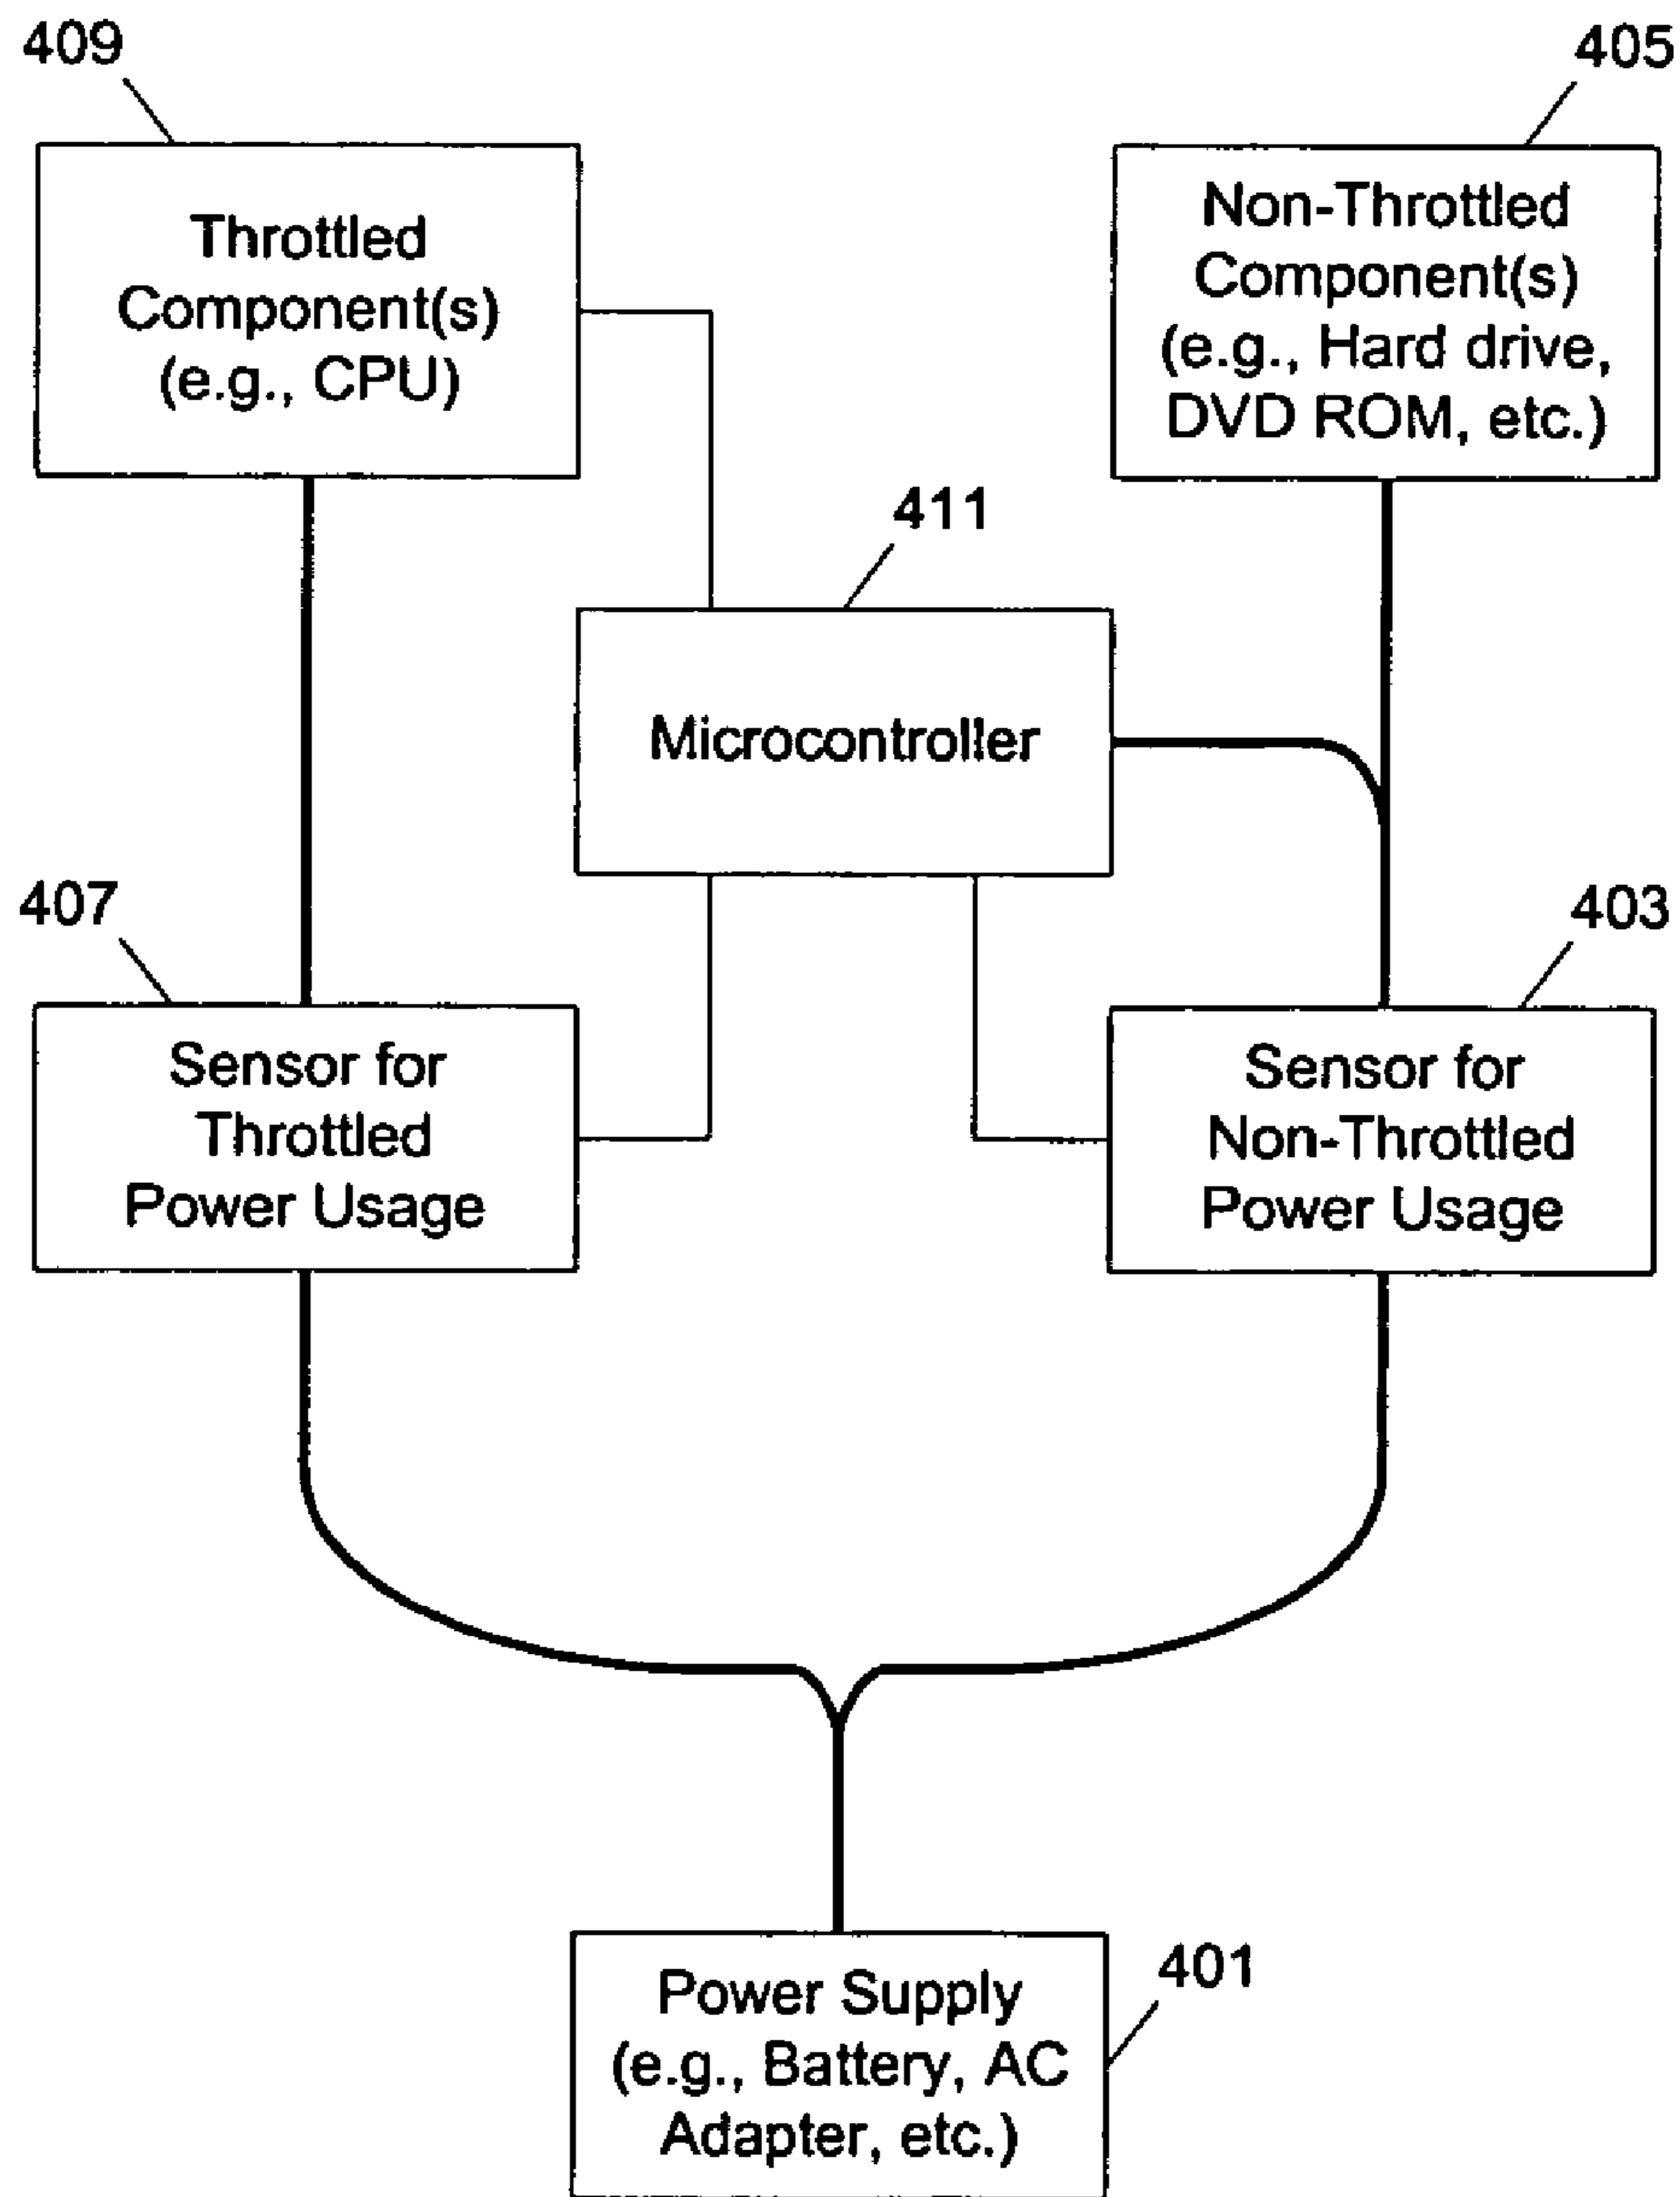 409
405
Throttled
Component(s)
(e.g., CPU)
Non-Throttled
Component(s)
(e.g., Hard drive,
DVD ROM, etc.)
411
Microcontroller
407
403
Sensor for
Throttled
Power Usage
Sensor for
Non-Throttled
Power Usage
401
Power Supply
(e.g., Battery, AC
Adapter, etc.)